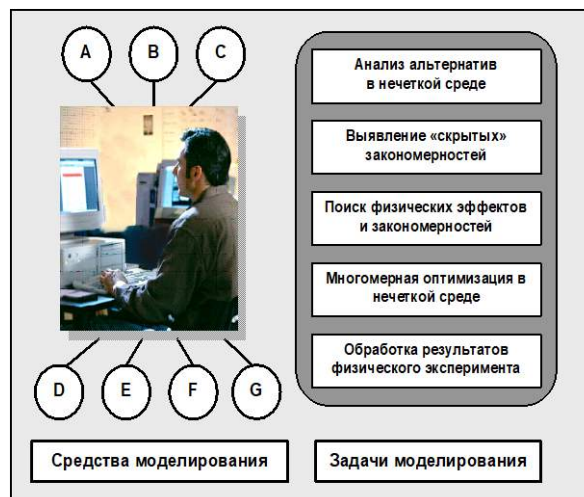 A B C
Анализ альтернатив
в нечеткой среде
Выявление «скрытых»
закономерностей
Поиск физических эффектов
и закономерностей
Многомерная оптимизация в
нечеткой среде
Обработка результатов
физического эксперимента
D E F G
Средства моделирования
Задачи моделирования